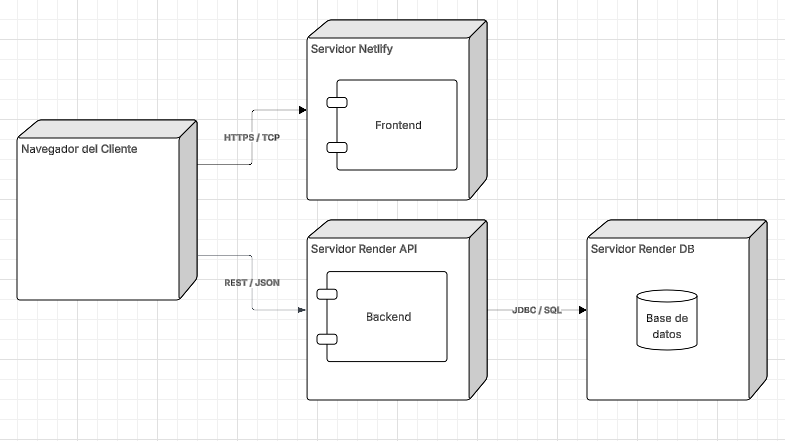 Servidor Netlify
Frontend
HTTPS / TCP
Navegador del Cliente
Servidor Render API
Servidor Render DB
REST / JSON
Backend
JDBC / SQL
Base de
datos